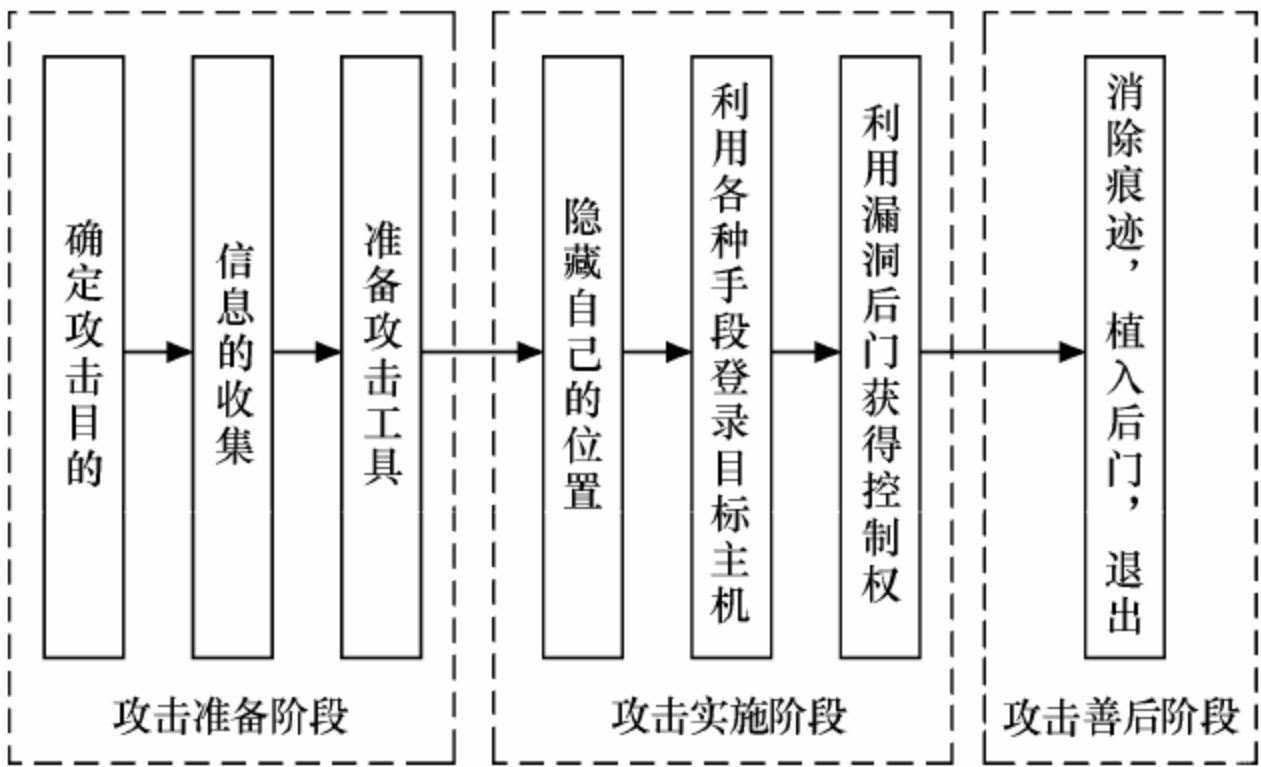 确定攻击目的
信息的收集
准备攻击工具
隐藏自己的位置
利用各种手段登录目标主机
利用漏洞后门获得控制权
消除痕迹，植入后门，退出
攻击准备阶段
攻击实施阶段
攻击善后阶段